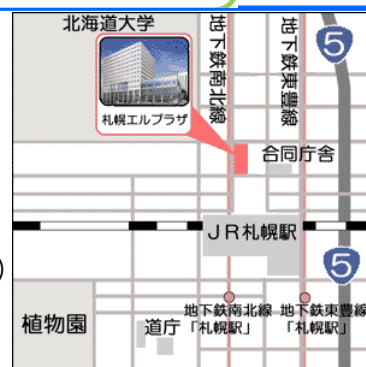 北海道大学
地下鉄南北線
地下鉄東豊線
5
札幌エルプラザ
合同庁舎
JR札幌駅
5
植物園
道庁
地下鉄南北線
「札幌駅」
地下鉄東豊線
「札幌駅」